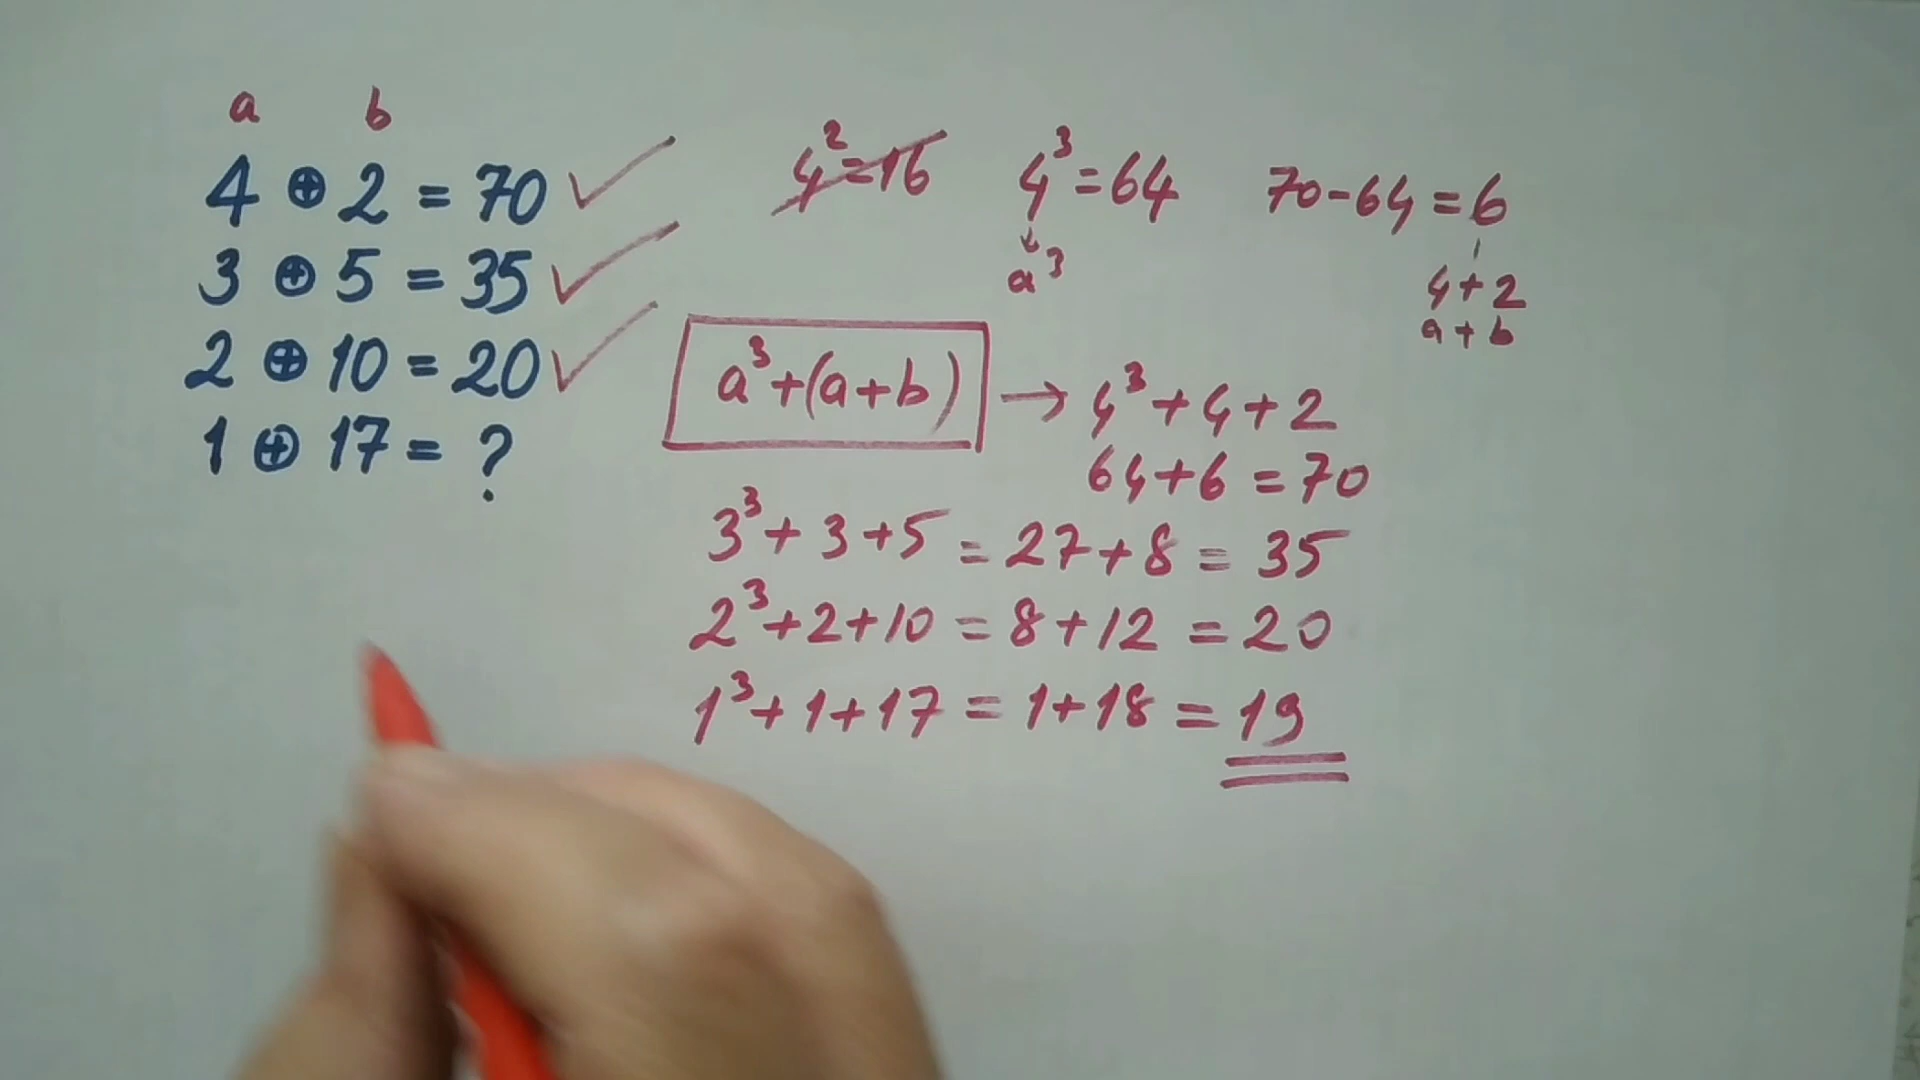 a b
4 ⊕ 2 = 70
3 ⊕ 5 = 35
2 ⊕ 10 = 20
1 ⊕ 17 = ?
4² = 16
4³ = 64
a³
70 - 64 = 6
4 + 2
a + b
a³ + (a + b) → 4³ + 4 + 2
64 + 6 = 70
3³ + 3 + 5 = 27 + 8 = 35
2³ + 2 + 10 = 8 + 12 = 20
1³ + 1 + 17 = 1 + 18 = 19